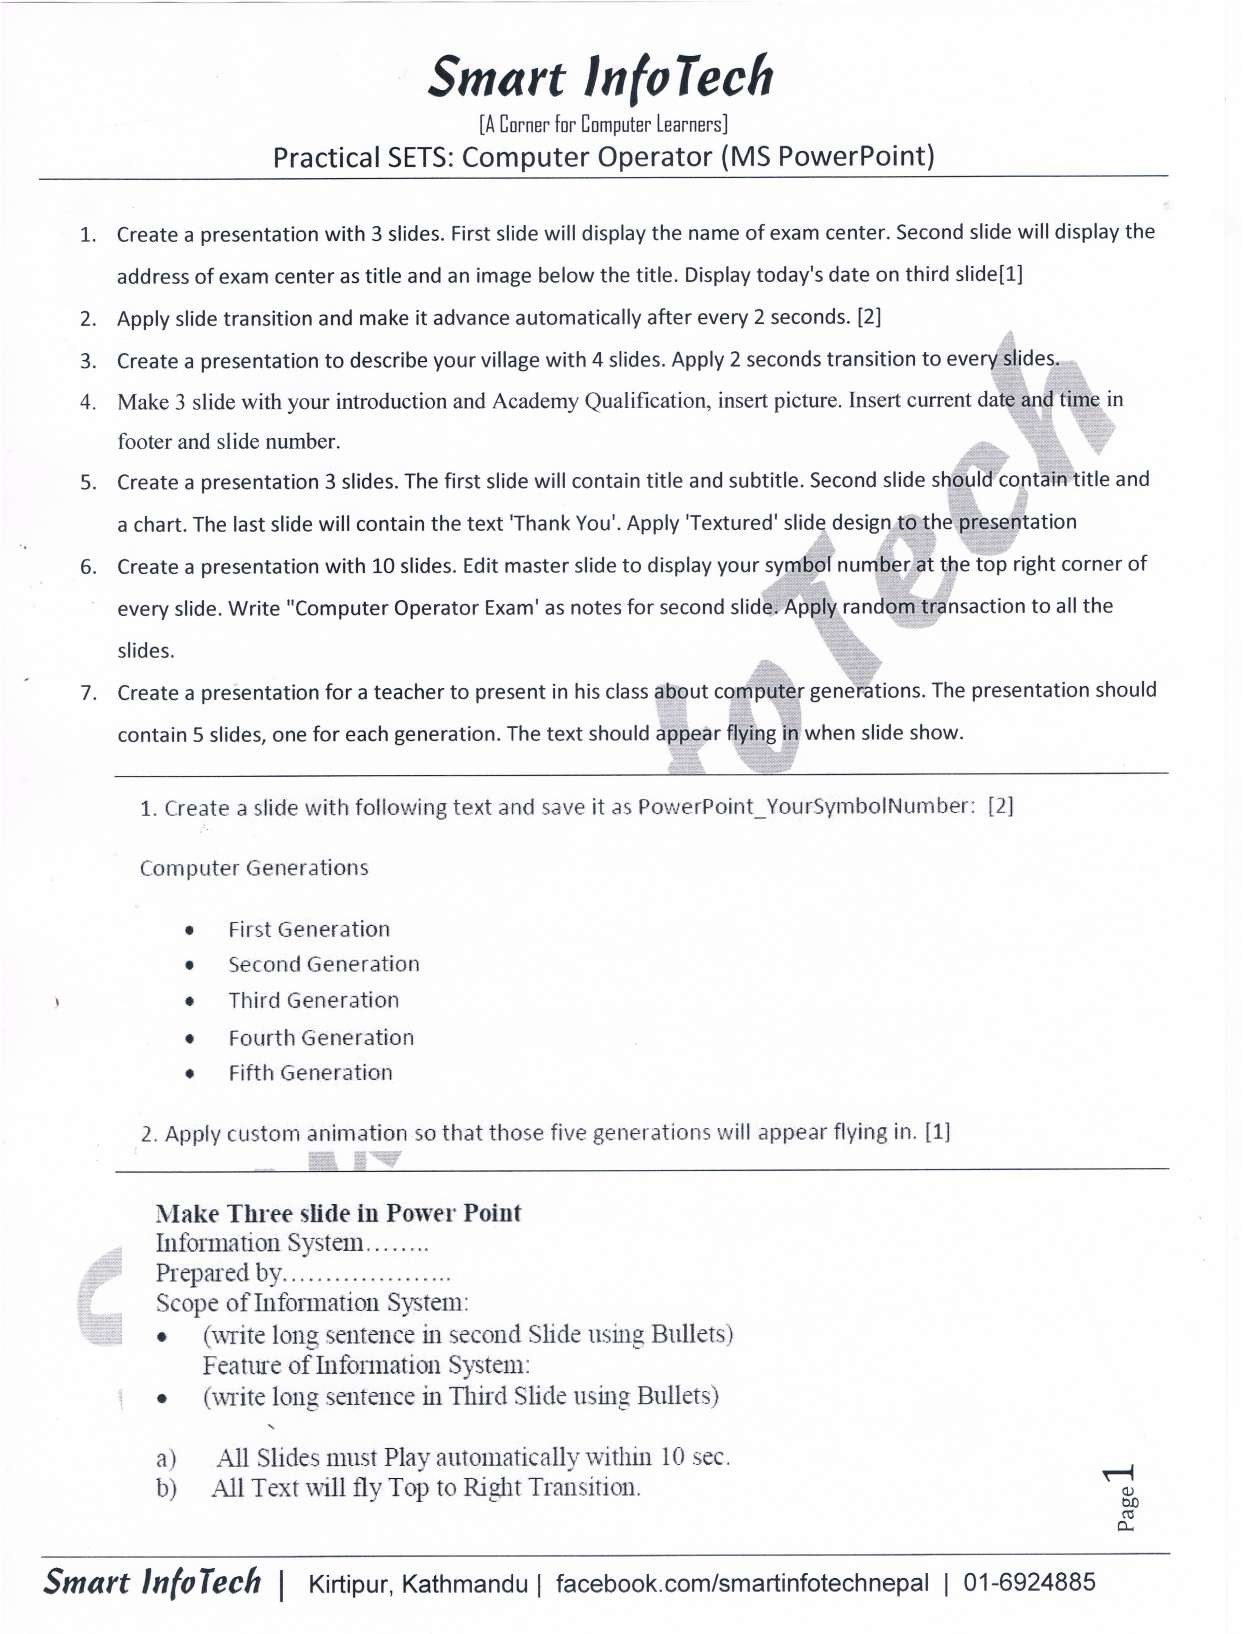 Smart InfoTech
[A Corner for Computer Learners]
Practical SETS: Computer Operator (MS PowerPoint)
1. Create a presentation with 3 slides. First slide will display the name of exam center. Second slide will display the
address of exam center as title and an image below the title. Display today's date on third slide[1]
2. Apply slide transition and make it advance automatically after every 2 seconds. [2]
3. Create a presentation to describe your village with 4 slides. Apply 2 seconds transition to every slides.
4. Make 3 slide with your introduction and Academy Qualification, insert picture. Insert current date and time in
footer and slide number.
5. Create a presentation 3 slides. The first slide will contain title and subtitle. Second slide should contain title and
a chart. The last slide will contain the text 'Thank You'. Apply 'Textured' slide design to the presentation
6. Create a presentation with 10 slides. Edit master slide to display your symbol number at the top right corner of
every slide. Write "Computer Operator Exam' as notes for second slide. Apply random transaction to all the
slides.
7. Create a presentation for a teacher to present in his class about computer generations. The presentation should
contain 5 slides, one for each generation. The text should appear flying in when slide show.
1. Create a slide with following text and save it as PowerPoint_YourSymbolNumber: [2]
Computer Generations
• First Generation
• Second Generation
• Third Generation
• Fourth Generation
• Fifth Generation
2. Apply custom animation so that those five generations will appear flying in. [1]
Make Three slide in Power Point
Information System........
Prepared by....................
Scope of Information System:
• (write long sentence in second Slide using Bullets)
Feature of Information System:
• (write long sentence in Third Slide using Bullets)
a) All Slides must Play automatically within 10 sec.
b) All Text will fly Top to Right Transition.
Page 1
Smart InfoTech | Kirtipur, Kathmandu | facebook.com/smartinfotechnepal | 01-6924885